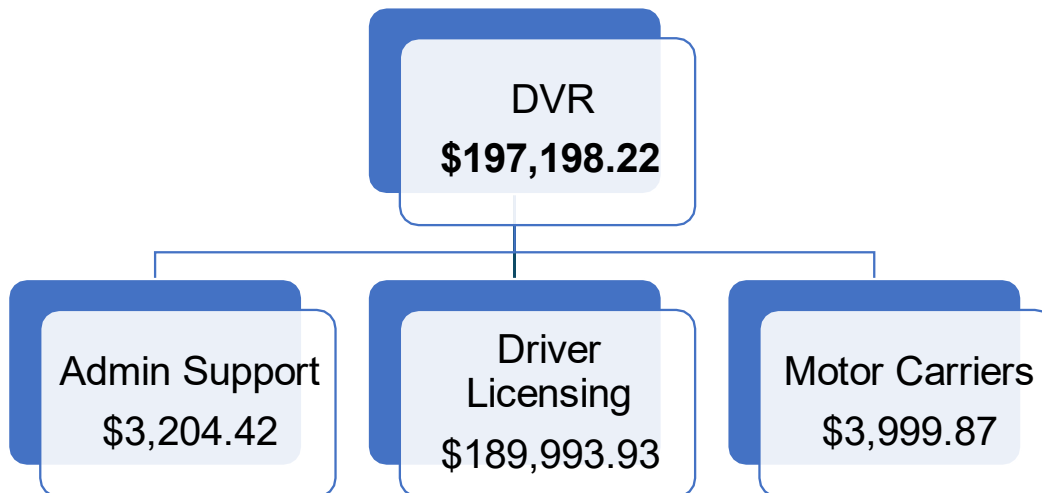 DVR
$197,198.22
Admin Support
$3,204.42
Driver
Licensing
$189,993.93
Motor Carriers
$3,999.87